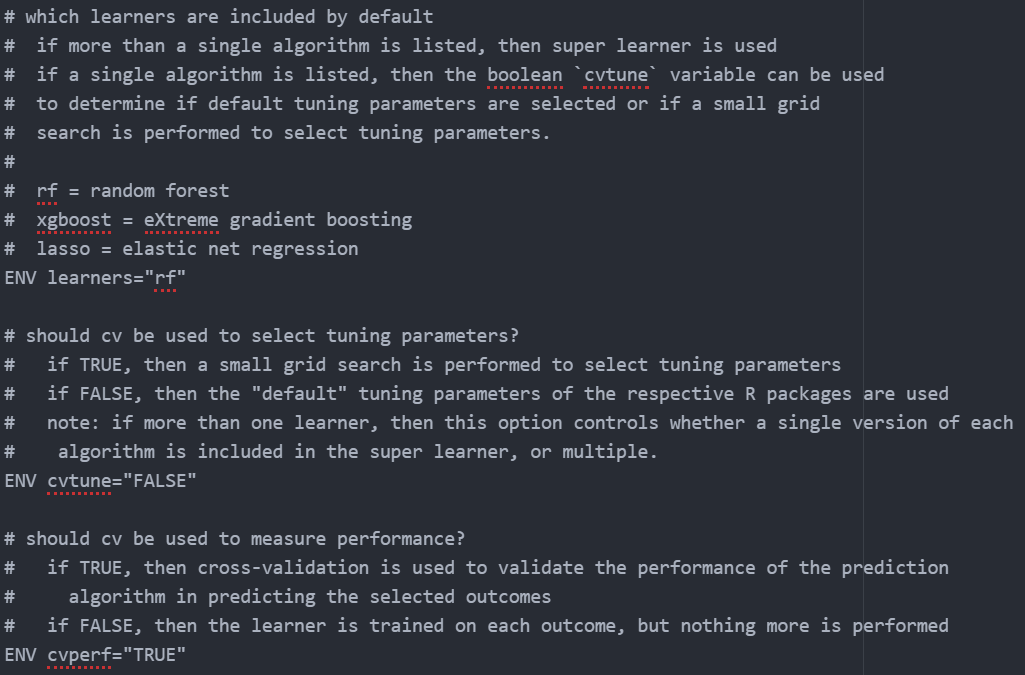 # which learners are included by default
#  if more than a single algorithm is listed, then super learner is used
#  if a single algorithm is listed, then the boolean `cvtune` variable can be used
#  to determine if default tuning parameters are selected or if a small grid
#  search is performed to select tuning parameters.
#
#  rf = random forest
#  xgboost = eXtreme gradient boosting
#  lasso = elastic net regression
ENV learners="rf"

# should cv be used to select tuning parameters?
#   if TRUE, then a small grid search is performed to select tuning parameters
#   if FALSE, then the "default" tuning parameters of the respective R packages are used
#   note: if more than one learner, then this option controls whether a single version of each
#    algorithm is included in the super learner, or multiple.
ENV cvtune="FALSE"

# should cv be used to measure performance?
#   if TRUE, then cross-validation is used to validate the performance of the prediction
#     algorithm in predicting the selected outcomes
#   if FALSE, then the learner is trained on each outcome, but nothing more is performed
ENV cvperf="TRUE"